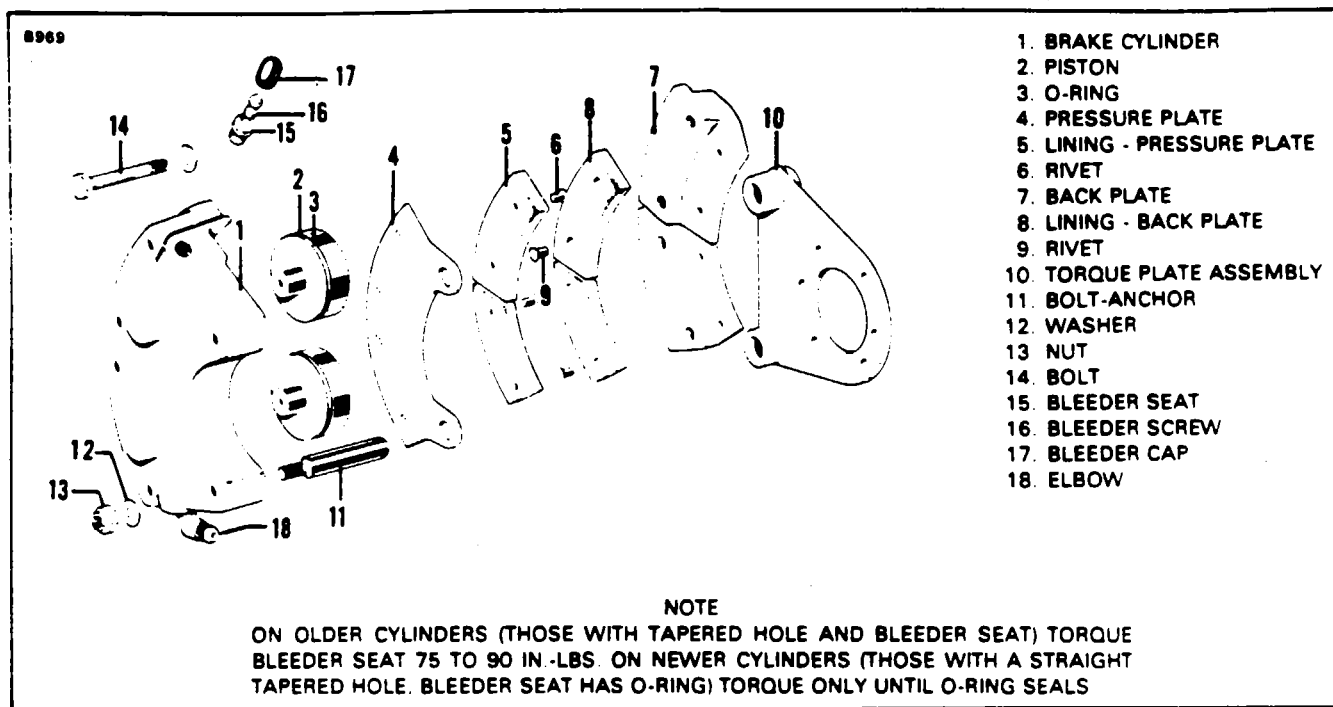 8969
17
16
15
14
7
8
10
5
6
4
2
3
1
9
12
13
11
18
1. BRAKE CYLINDER
2. PISTON
3. O-RING
4. PRESSURE PLATE
5. LINING - PRESSURE PLATE
6. RIVET
7. BACK PLATE
8. LINING - BACK PLATE
9. RIVET
10. TORQUE PLATE ASSEMBLY
11. BOLT-ANCHOR
12. WASHER
13 NUT
14. BOLT
15. BLEEDER SEAT
16. BLEEDER SCREW
17. BLEEDER CAP
18. ELBOW
NOTE
ON OLDER CYLINDERS (THOSE WITH TAPERED HOLE AND BLEEDER SEAT) TORQUE
BLEEDER SEAT 75 TO 90 IN.-LBS. ON NEWER CYLINDERS (THOSE WITH A STRAIGHT
TAPERED HOLE. BLEEDER SEAT HAS O-RING) TORQUE ONLY UNTIL O-RING SEALS